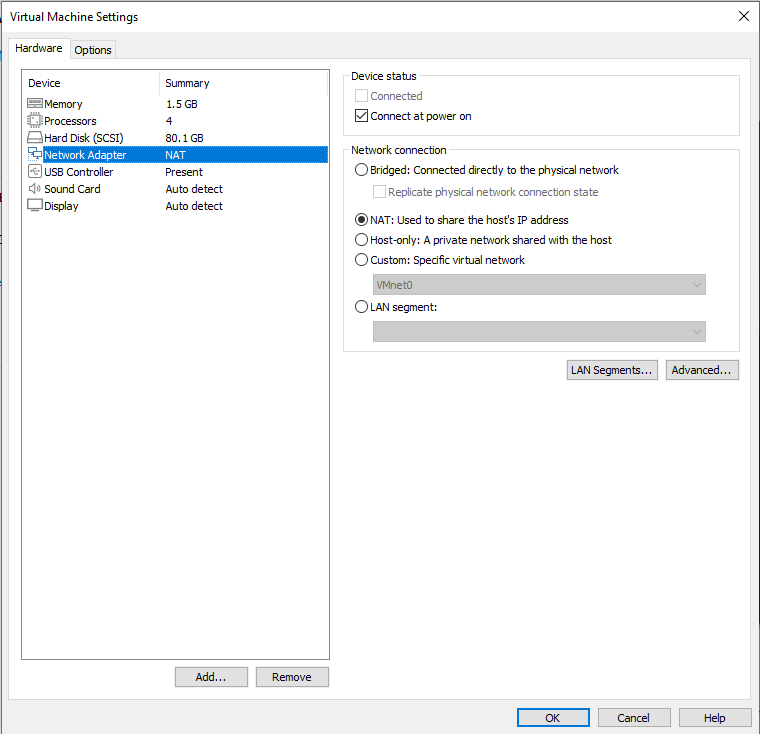 Virtual Machine Settings
Hardware
Options
Device Summary
Memory 1.5 GB
Processors 4
Hard Disk (SCSI) 80.1 GB
Network Adapter NAT
USB Controller Present
Sound Card Auto detect
Display Auto detect
Add...
Remove
Device status
Connected
Connect at power on
Network connection
Bridged: Connected directly to the physical network
Replicate physical network connection state
NAT: Used to share the host's IP address
Host-only: A private network shared with the host
Custom: Specific virtual network
VMnet0
LAN segment:
LAN Segments...
Advanced...
OK
Cancel
Help